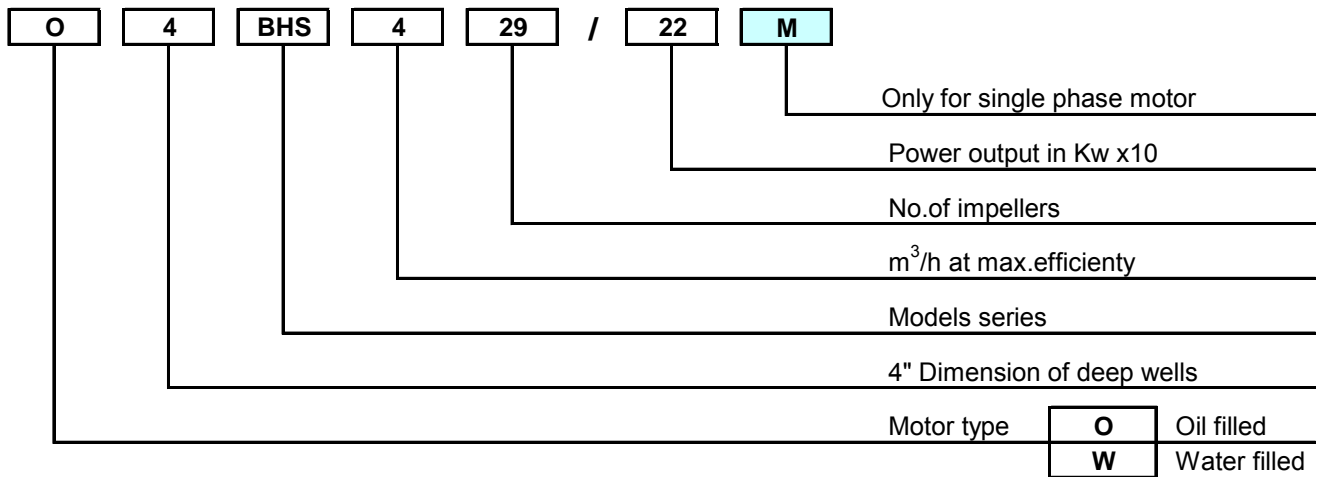 O 4 BHS 4 29 / 22 M
Only for single phase motor
Power output in Kw x10
No.of impellers
m³/h at max.efficienty
Models series
4" Dimension of deep wells
Motor type O Oil filled
W Water filled